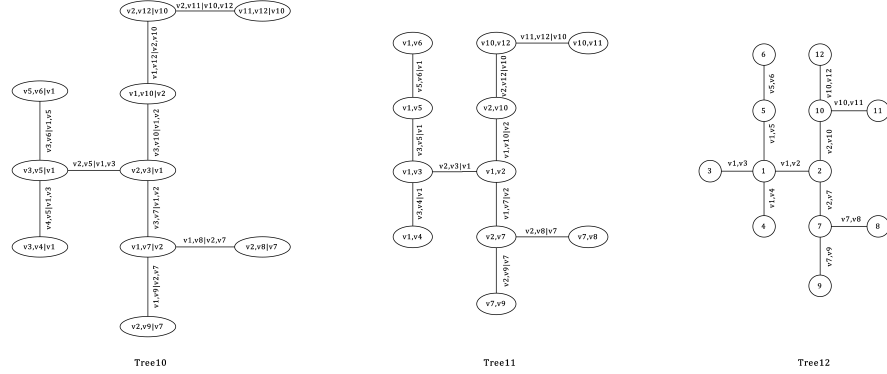 v2,v12|v10
v2,v11|v10,v12
v11,v12|v10
v1,v12|v2,v10
v5,v6|v1
v1,v10|v2
v3,v6|v1,v5
v3,v10|v1,v2
v3,v5|v1
v2,v5|v1,v3
v2,v3|v1
v4,v5|v1,v3
v3,v7|v1,v2
v3,v4|v1
v1,v7|v2
v1,v8|v2,v7
v2,v8|v7
v1,v9|v2,v7
v2,v9|v7
Tree10
v1,v6
v10,v12
v11,v12|v10
v10,v11
v5,v6|v1
v2,v12|v10
v1,v5
v2,v10
v3,v5|v1
v1,v10|v2
v1,v3
v2,v3|v1
v1,v2
v3,v4|v1
v1,v7|v2
v1,v4
v2,v7
v2,v8|v7
v7,v8
v2,v9|v7
v7,v9
Tree11
6
12
v5,v6
v10,v12
5
10
v10,v11
11
v1,v5
v2,v10
3
v1,v3
1
v1,v2
2
v1,v4
v2,v7
4
7
v7,v8
8
v7,v9
9
Tree12